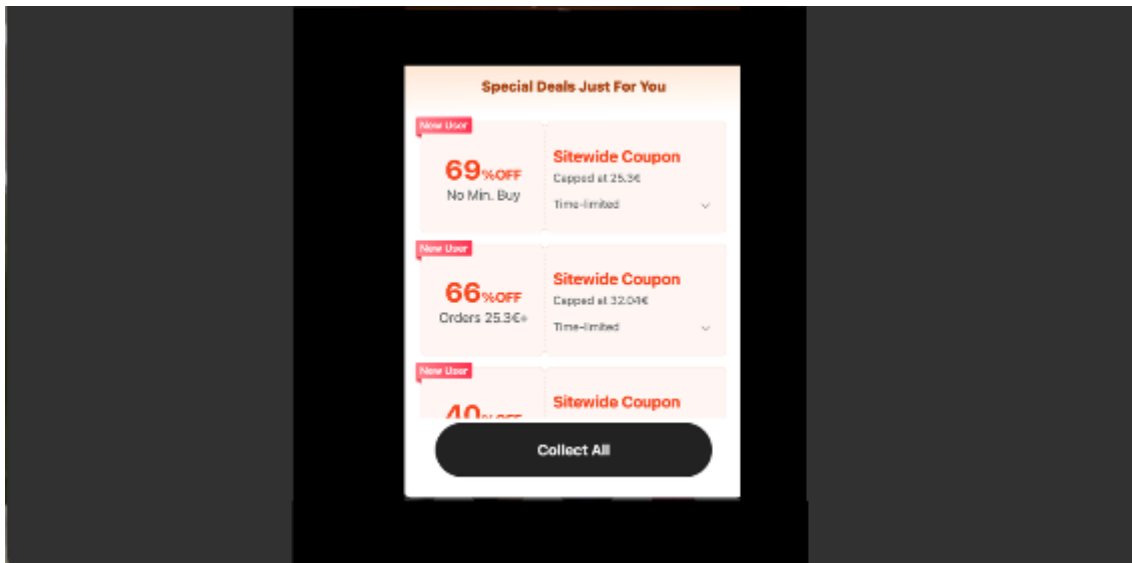 Special Deals Just For You
New User
69%OFF
No Min. Buy
Sitewide Coupon
Capped at 25.3€
Time-limited
New User
66%OFF
Orders 25.3€+
Sitewide Coupon
Capped at 32.04€
Time-limited
New User
40%OFF
Sitewide Coupon
Collect All